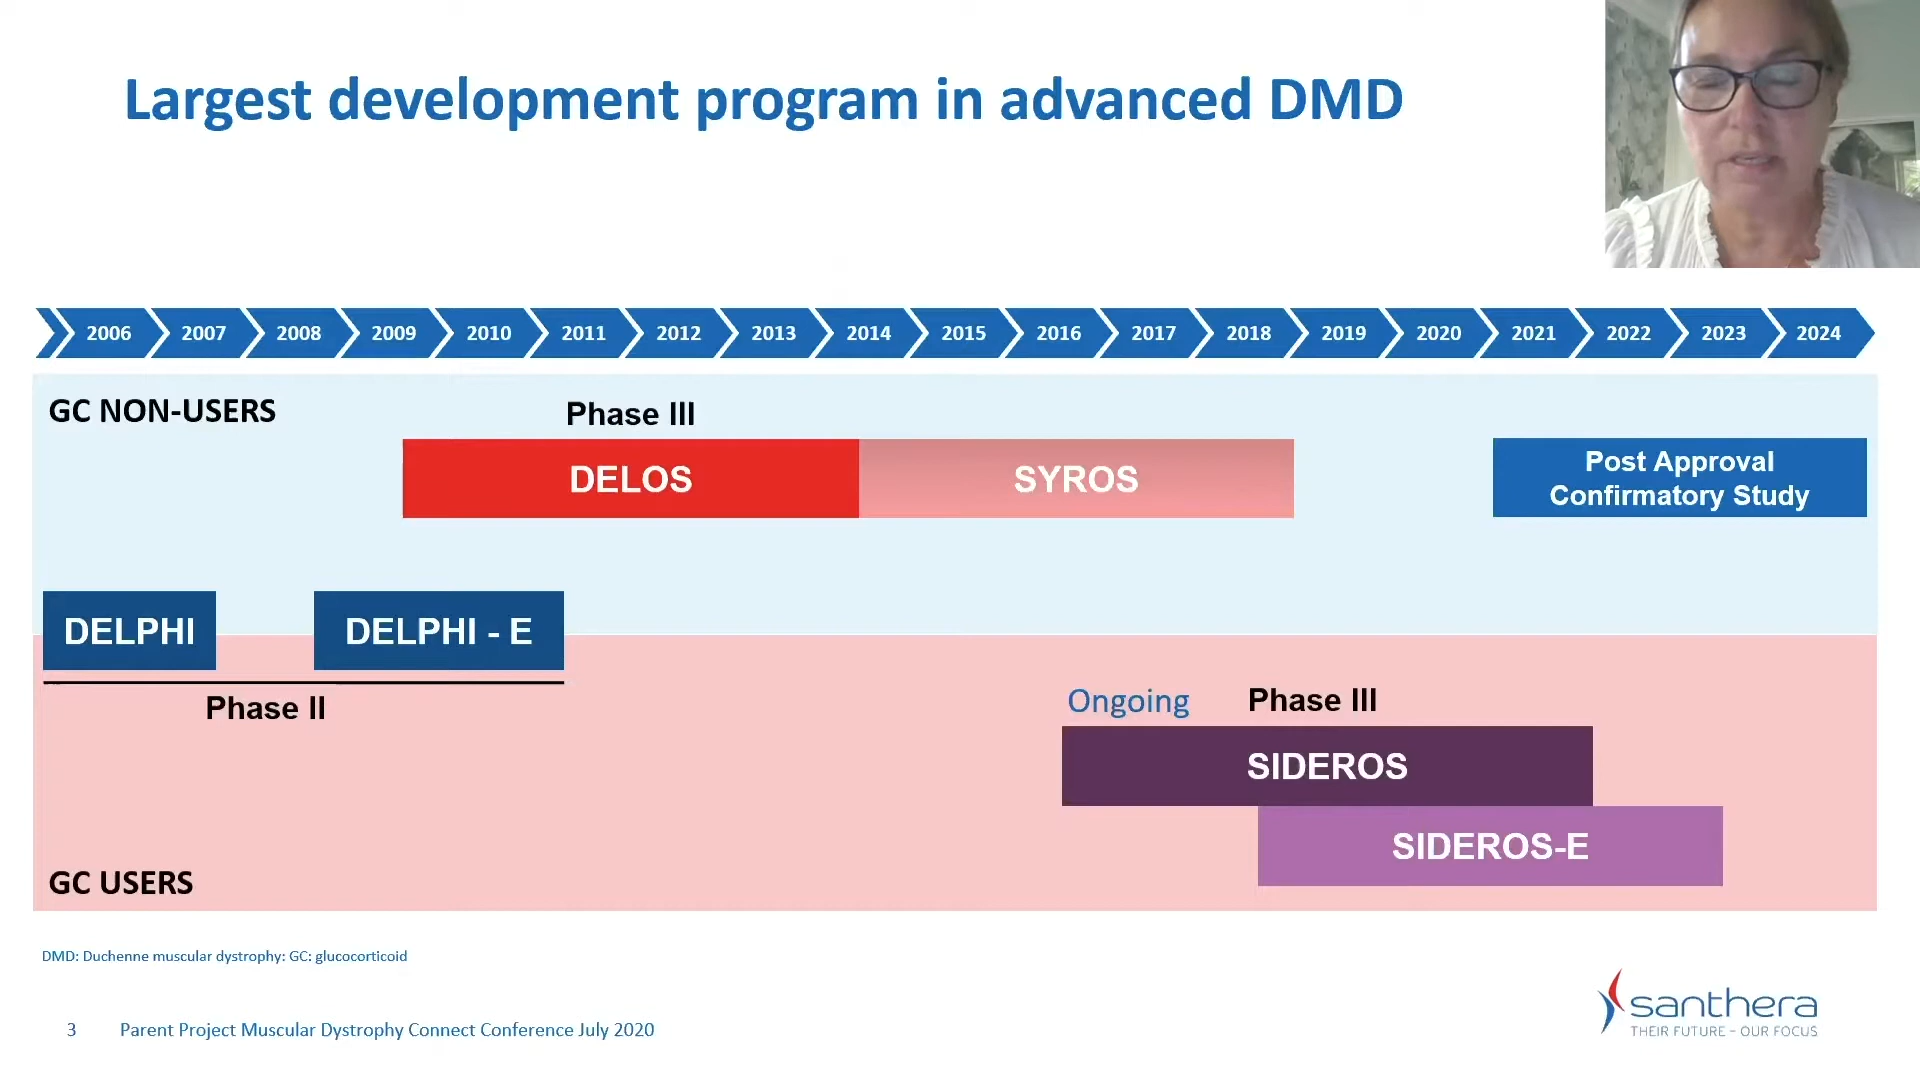 Largest development program in advanced DMD
2006 2007 2008 2009 2010 2011 2012 2013 2014 2015 2016 2017 2018 2019 2020 2021 2022 2023 2024
GC NON-USERS
Phase III
DELOS
SYROS
Post Approval
Confirmatory Study
DELPHI
DELPHI - E
Phase II
Ongoing
Phase III
SIDEROS
SIDEROS-E
GC USERS
DMD: Duchenne muscular dystrophy: GC: glucocorticoid
santhera
THEIR FUTURE – OUR FOCUS
3
Parent Project Muscular Dystrophy Connect Conference July 2020